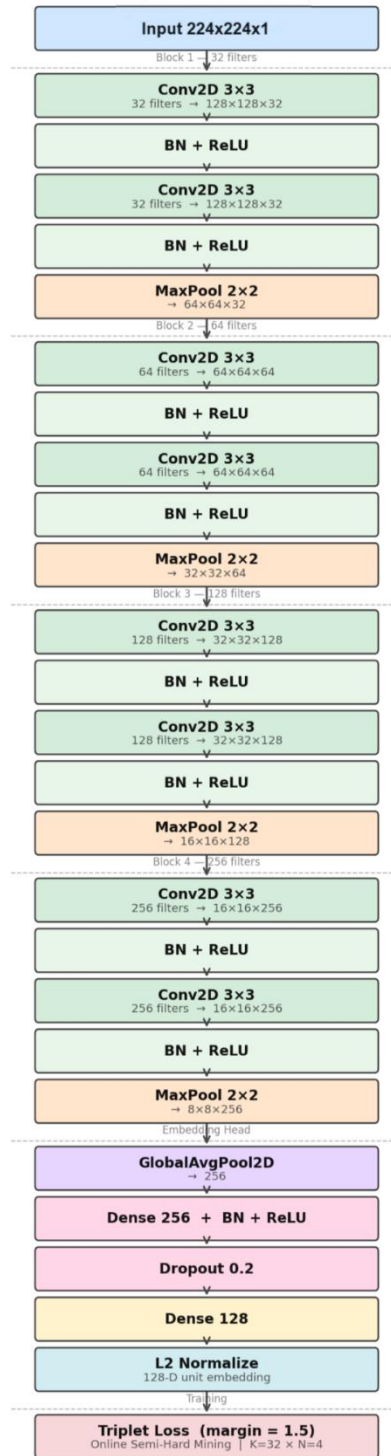 Input 224x224x1
Block 1 — 32 filters
Conv2D 3×3
32 filters → 128×128×32
BN + ReLU
Conv2D 3×3
32 filters → 128×128×32
BN + ReLU
MaxPool 2×2
→ 64×64×32
Block 2 — 64 filters
Conv2D 3×3
64 filters → 64×64×64
BN + ReLU
Conv2D 3×3
64 filters → 64×64×64
BN + ReLU
MaxPool 2×2
→ 32×32×64
Block 3 — 128 filters
Conv2D 3×3
128 filters → 32×32×128
BN + ReLU
Conv2D 3×3
128 filters → 32×32×128
BN + ReLU
MaxPool 2×2
→ 16×16×128
Block 4 — 256 filters
Conv2D 3×3
256 filters → 16×16×256
BN + ReLU
Conv2D 3×3
256 filters → 16×16×256
BN + ReLU
MaxPool 2×2
→ 8×8×256
Embedding Head
GlobalAvgPool2D
→ 256
Dense 256 + BN + ReLU
Dropout 0.2
Dense 128
L2 Normalize
128-D unit embedding
Training
Triplet Loss (margin = 1.5)
Online Semi-Hard Mining | K=32 × N=4